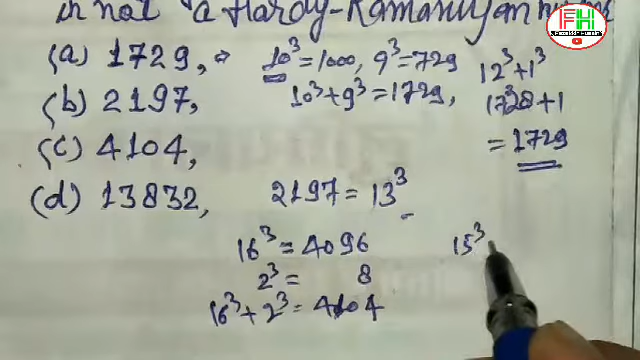 is not a Hardy-Ramanujan number
(a) 1729, ⇒ 10³ = 1000, 9³ = 729
10³ + 9³ = 1729,
12³ + 1³
1728 + 1
= 1729
(b) 2197,
(c) 4104,
(d) 13832,
2197 = 13³
16³ = 4096
2³ = 8
16³ + 2³ = 4104
15³
FH